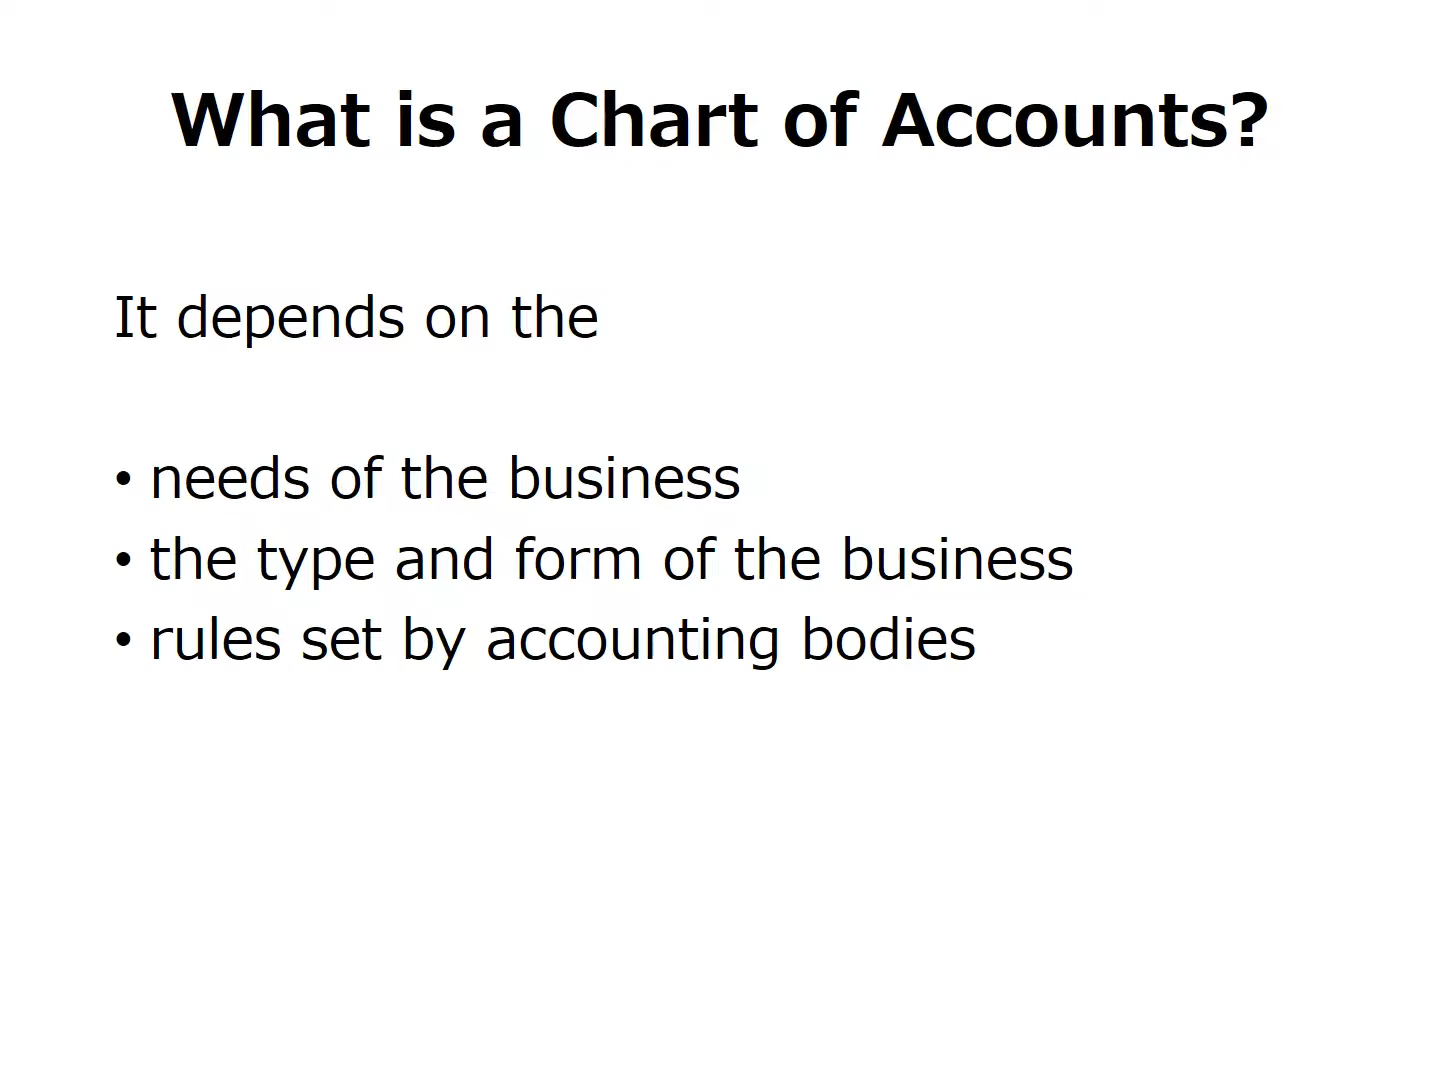 What is a Chart of Accounts?
It depends on the
• needs of the business
• the type and form of the business
• rules set by accounting bodies